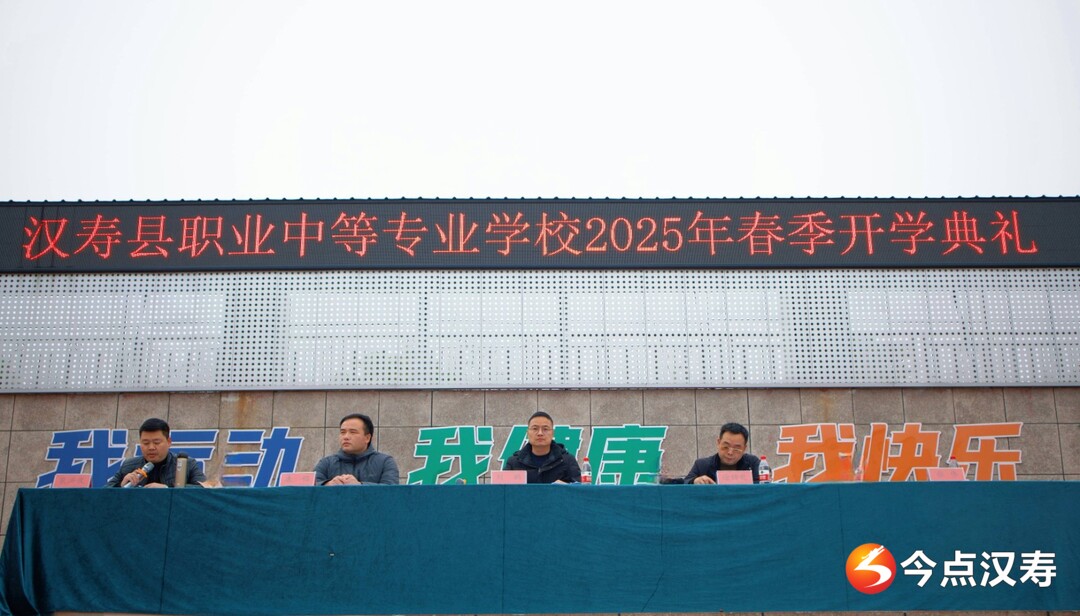 汉寿县职业中等专业学校2025年春季开学典礼
我运动 我健康 我快乐
今点汉寿